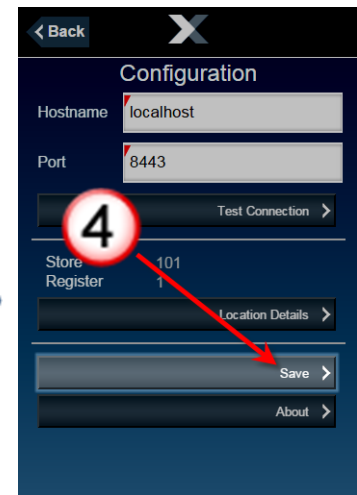 Back
Configuration
Hostname localhost
Port 8443
Test Connection
4
Store 101
Register 1
Location Details
Save
About